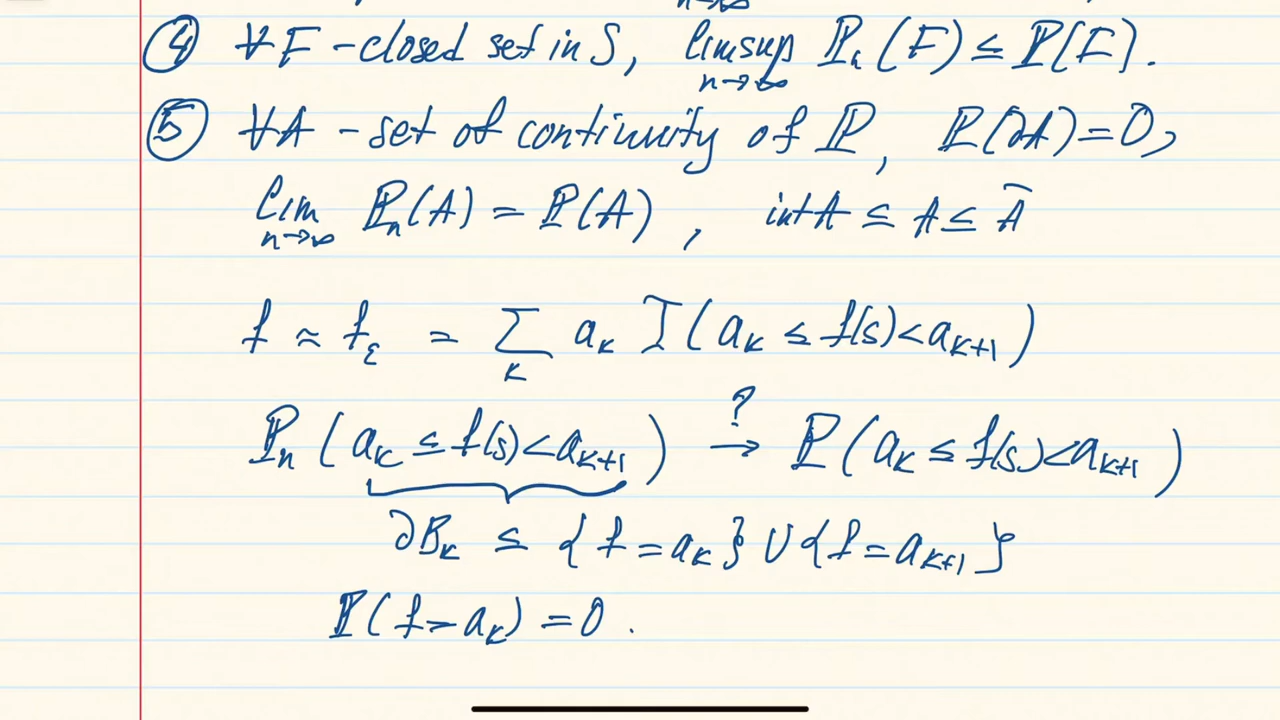 n→∞
④ ∀F - closed set in S, limsup_{n→∞} ℙ_n(F) ≤ ℙ(F).
⑤ ∀A - set of continuity of ℙ, ℙ(∂A)=0,
lim_{n→∞} ℙ_n(A) = ℙ(A), int A ⊆ A ⊆ Ā
f ≈ f_ε = ∑_k a_k I(a_k ≤ f(s) < a_{k+1})
ℙ_n(a_k ≤ f(s) < a_{k+1}) →^? ℙ(a_k ≤ f(s) < a_{k+1})
∂B_k ⊆ {f = a_k} ∪ {f = a_{k+1}}
ℙ(f = a_k) = 0.